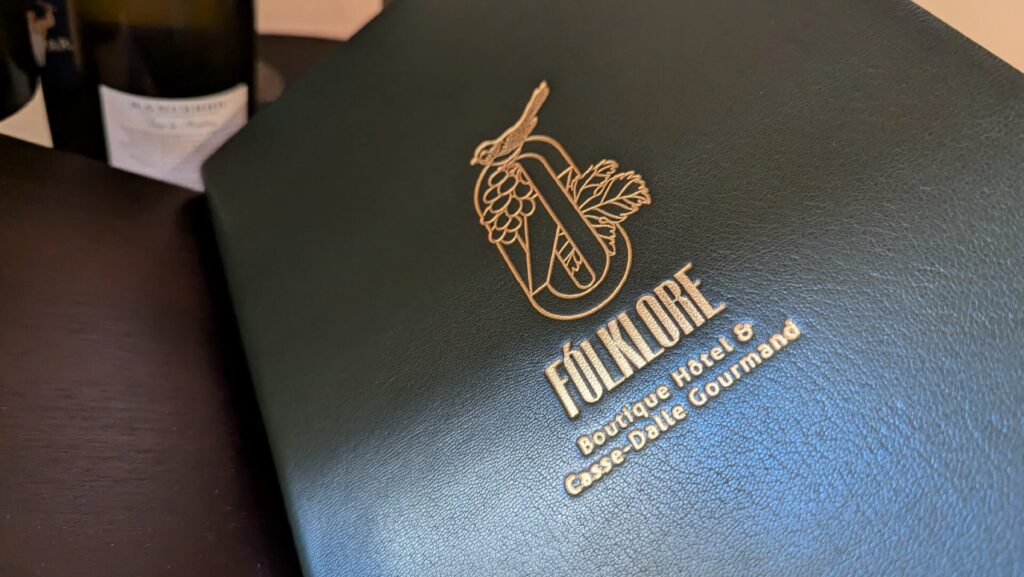 FÓLKLORE
Boutique Hôtel &
Casse-Dalle Gourmand